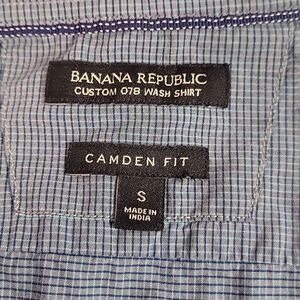 BANANA REPUBLIC
CUSTOM 078 WASH SHIRT
CAMDEN FIT
S
MADE IN
INDIA